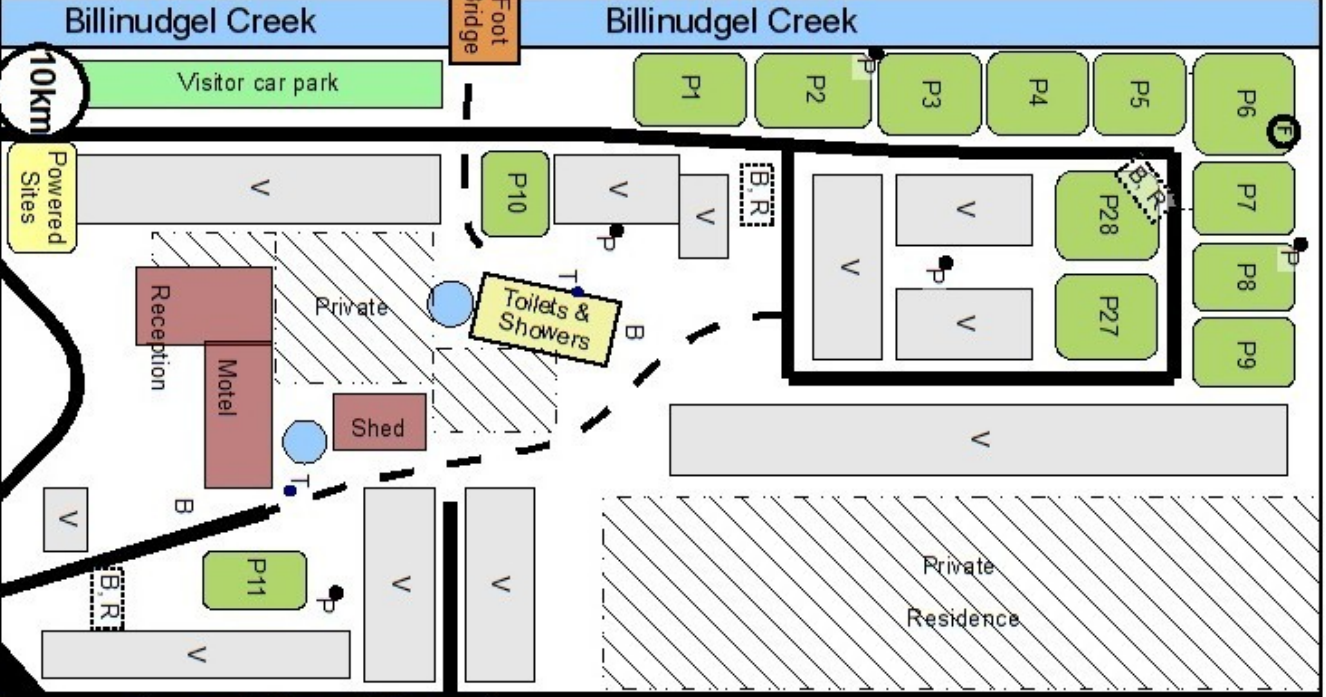 Billinudgel Creek
Foot
Bridge
Billinudgel Creek
10km
Visitor car park
P1
P2
P
P3
P4
P5
P6
F
Powered
Sites
V
P10
V
P
V
B, R
V
V
P
V
P28
B, R
P27
P7
P8
P
P9
Reception
Private
T
Toilets &
Showers
B
Motel
Shed
V
T
B
V
P11
P
V
V
B, R
V
Private
Residence